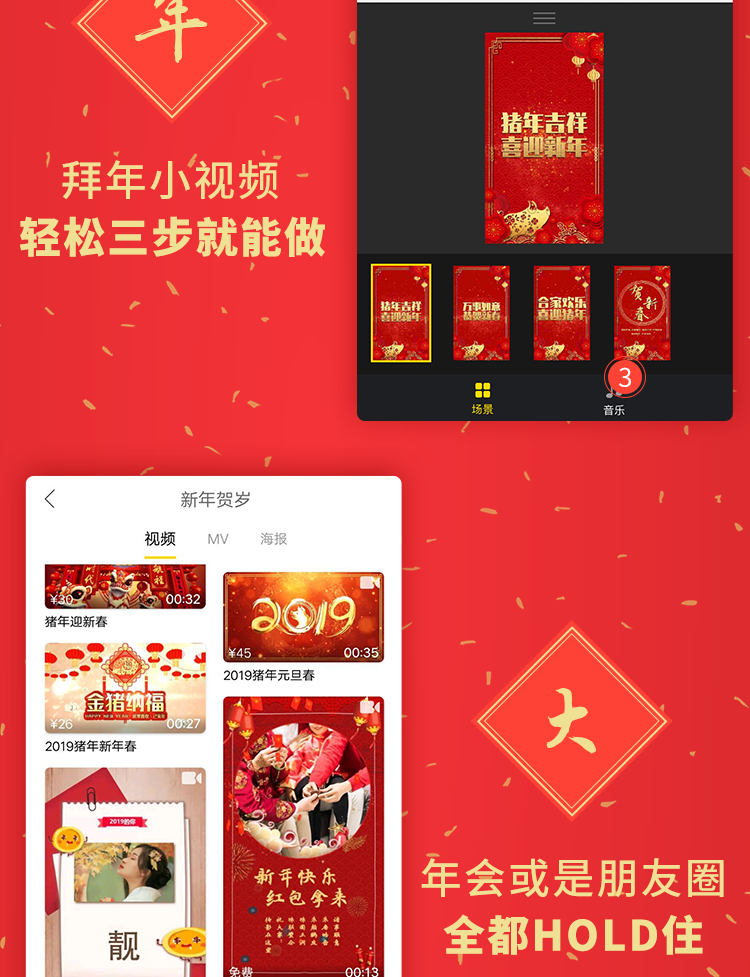 年
拜年小视频
轻松三步就能做
猪年吉祥
喜迎新年
猪年吉祥
喜迎新年
万事如意
恭贺新春
合家欢乐
喜迎猪年
贺新春
场景
3
音乐
新年贺岁
视频
MV
海报
¥30
00:32
猪年迎新春
2019
¥45
00:35
2019猪年元旦春
金猪纳福
HAPPY NEW YEAR
¥26
00:27
2019猪年新年春
2019的你
靓
新年快乐
红包拿来
免费
00:13
大
年会或是朋友圈
全都HOLD住